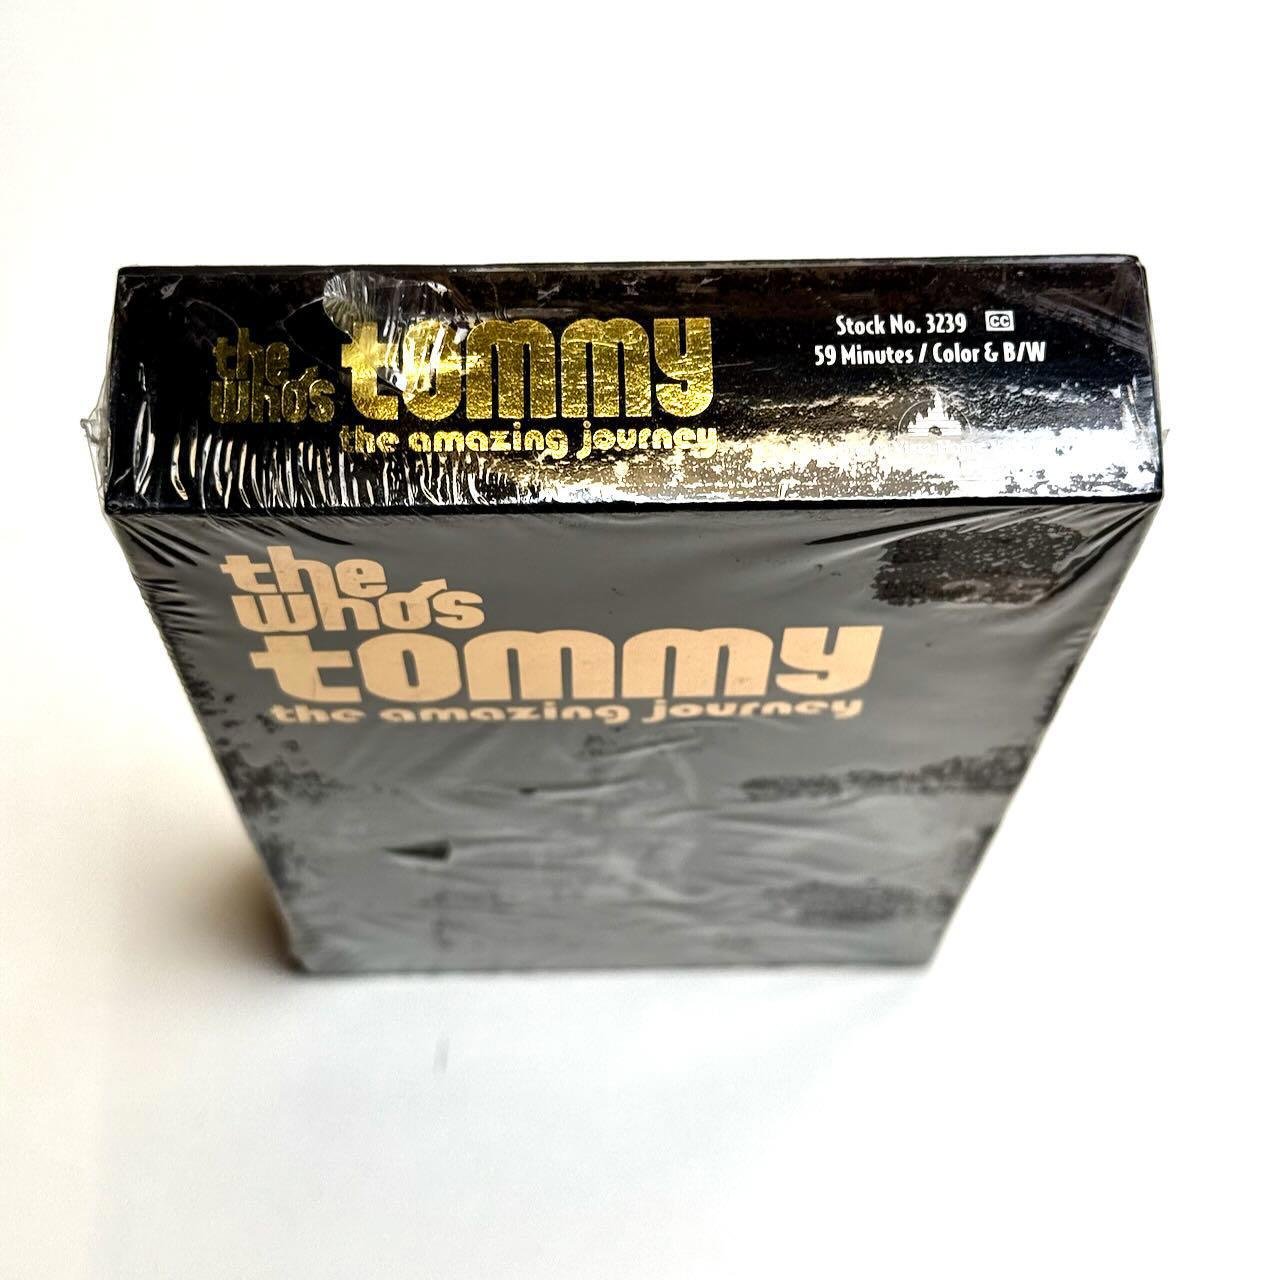 the
who's
tommy
the amazing journey
Stock No. 3239 CC
59 Minutes / Color & B/W
the
who's
tommy
the amazing journey